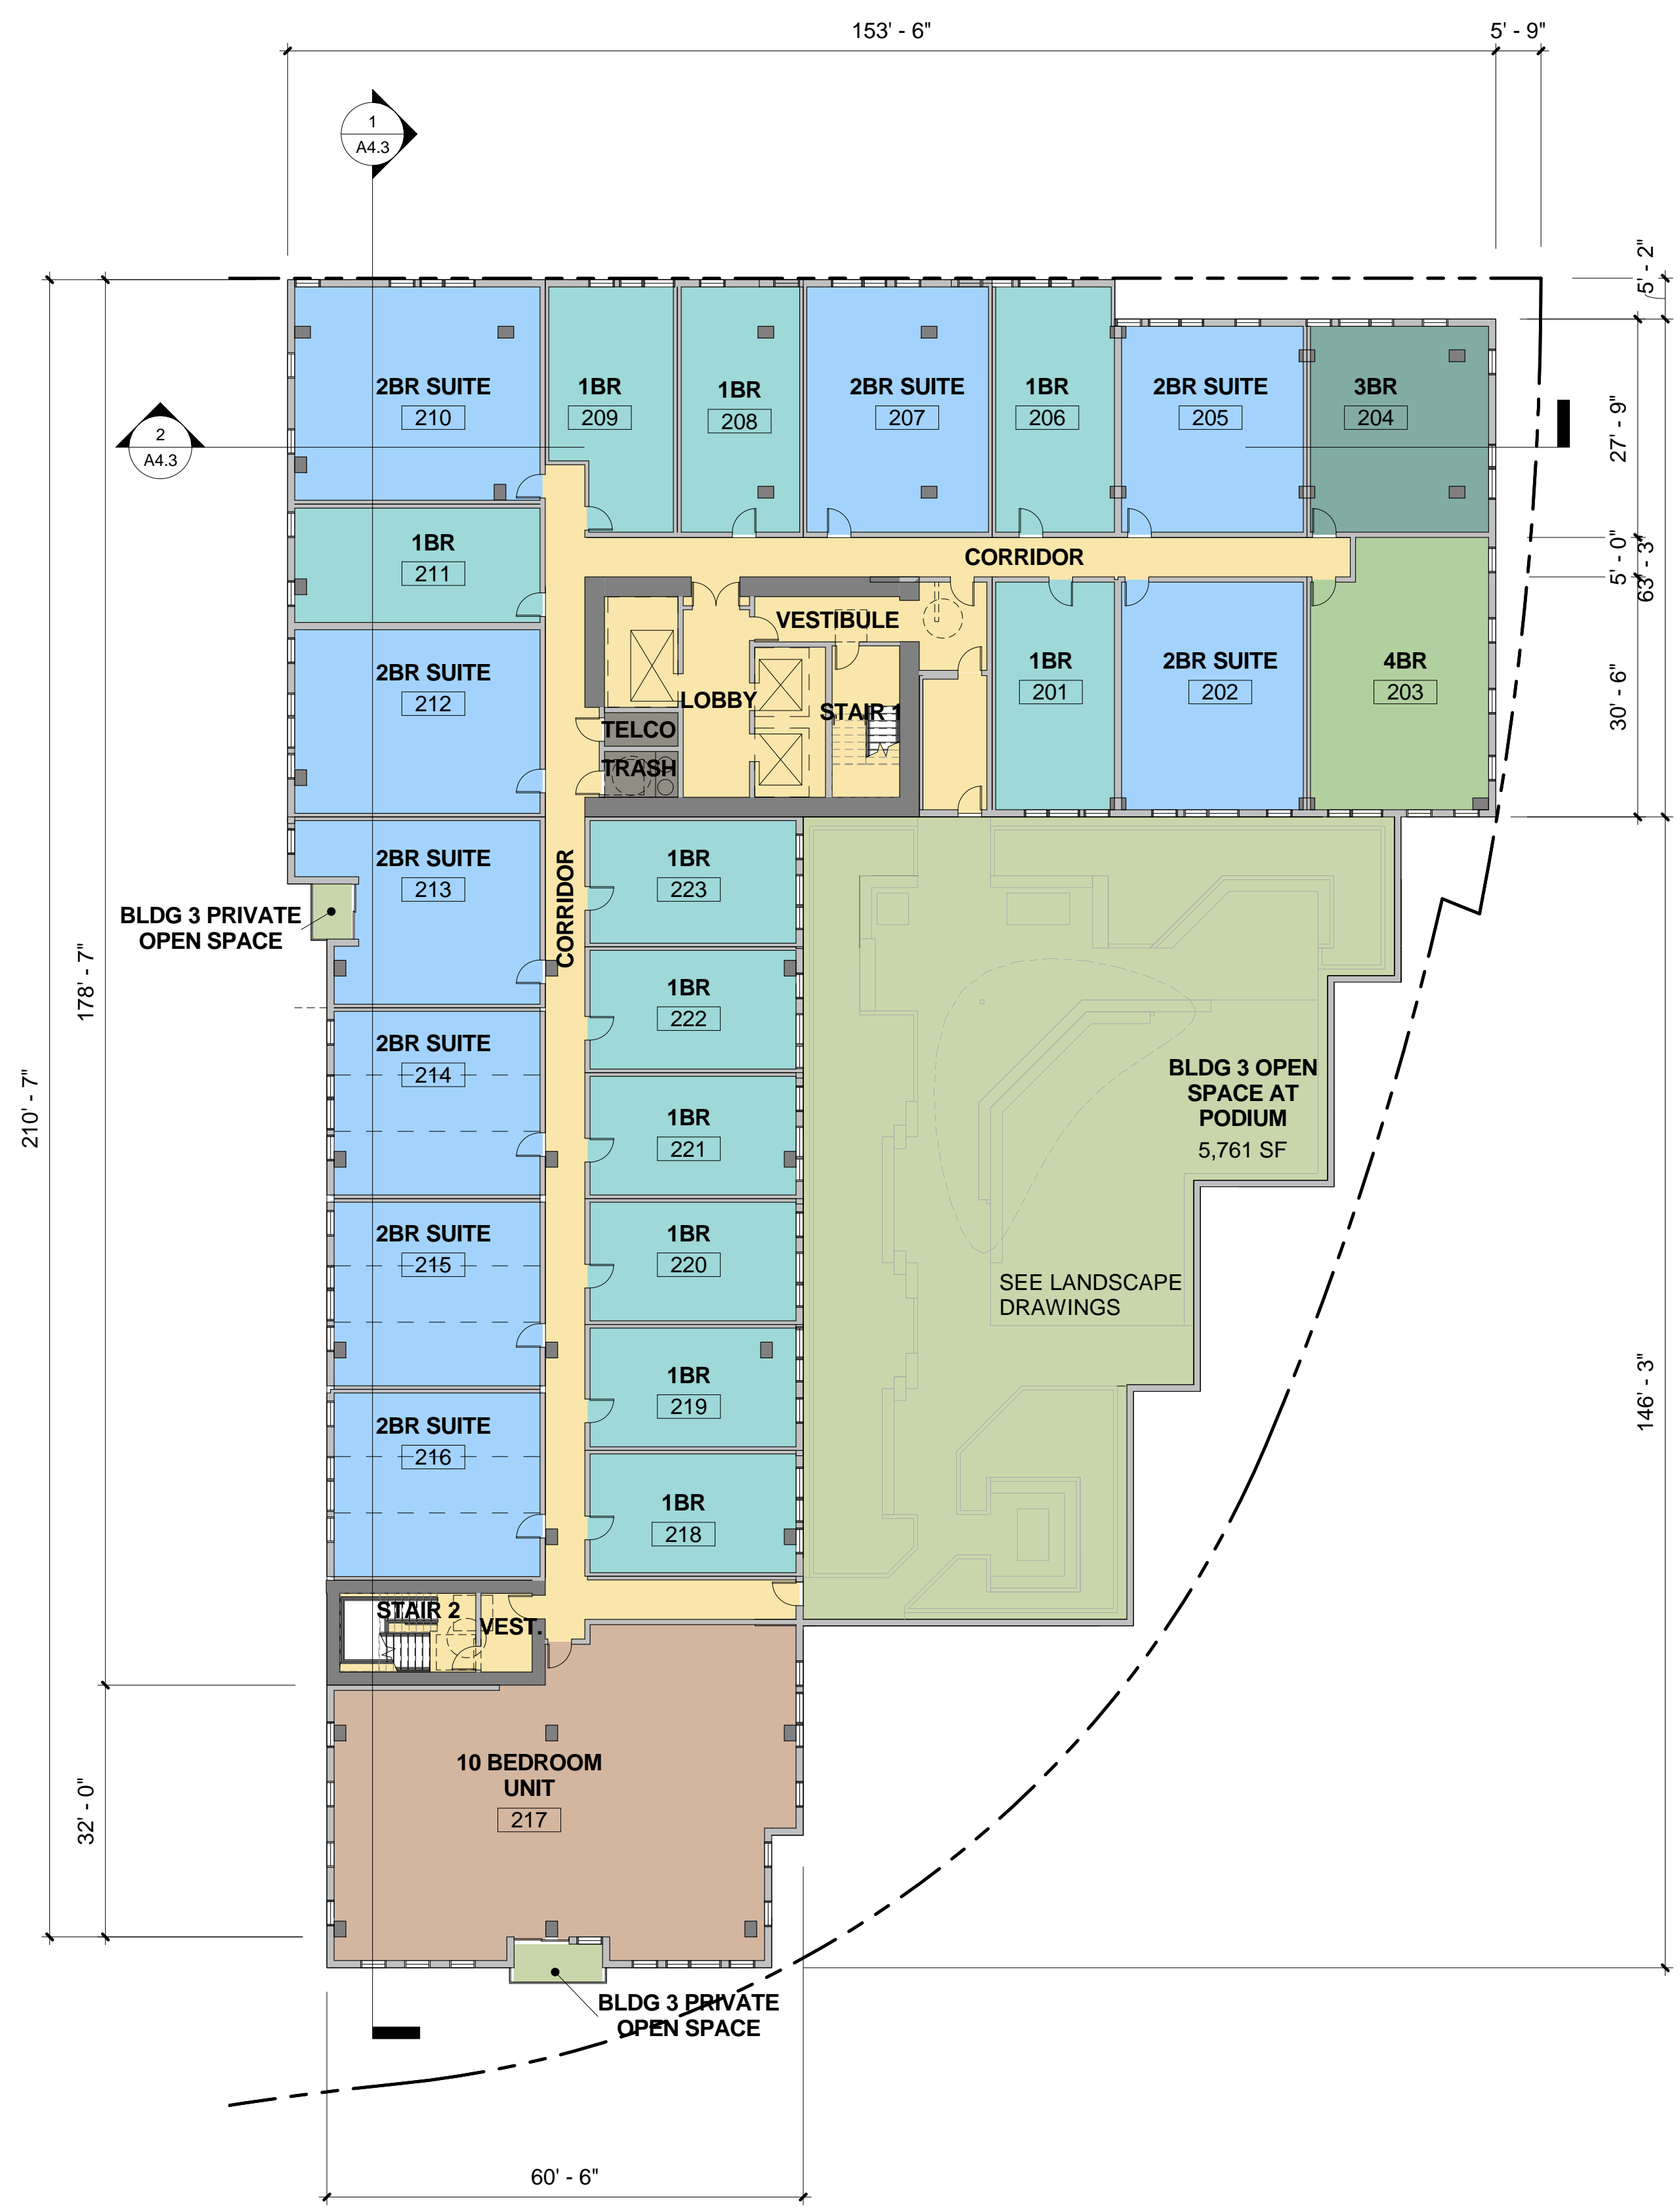 153' - 6"
5' - 9"
1
A4.3
5' - 2"
2BR SUITE
210
1BR
209
1BR
208
2BR SUITE
207
1BR
206
2BR SUITE
205
3BR
204
27' - 9"
2
A4.3
1BR
211
CORRIDOR
5' - 0"
63' - 3"
VESTIBULE
2BR SUITE
212
LOBBY
STAIR 1
TELCO
TRASH
1BR
201
2BR SUITE
202
4BR
203
30' - 6"
2BR SUITE
213
CORRIDOR
1BR
223
BLDG 3 PRIVATE
OPEN SPACE
178' - 7"
210' - 7"
1BR
222
2BR SUITE
214
1BR
221
BLDG 3 OPEN
SPACE AT
PODIUM
5,761 SF
2BR SUITE
215
1BR
220
SEE LANDSCAPE
DRAWINGS
1BR
219
146' - 3"
2BR SUITE
216
1BR
218
STAIR 2
VEST.
10 BEDROOM
UNIT
217
32' - 0"
BLDG 3 PRIVATE
OPEN SPACE
60' - 6"